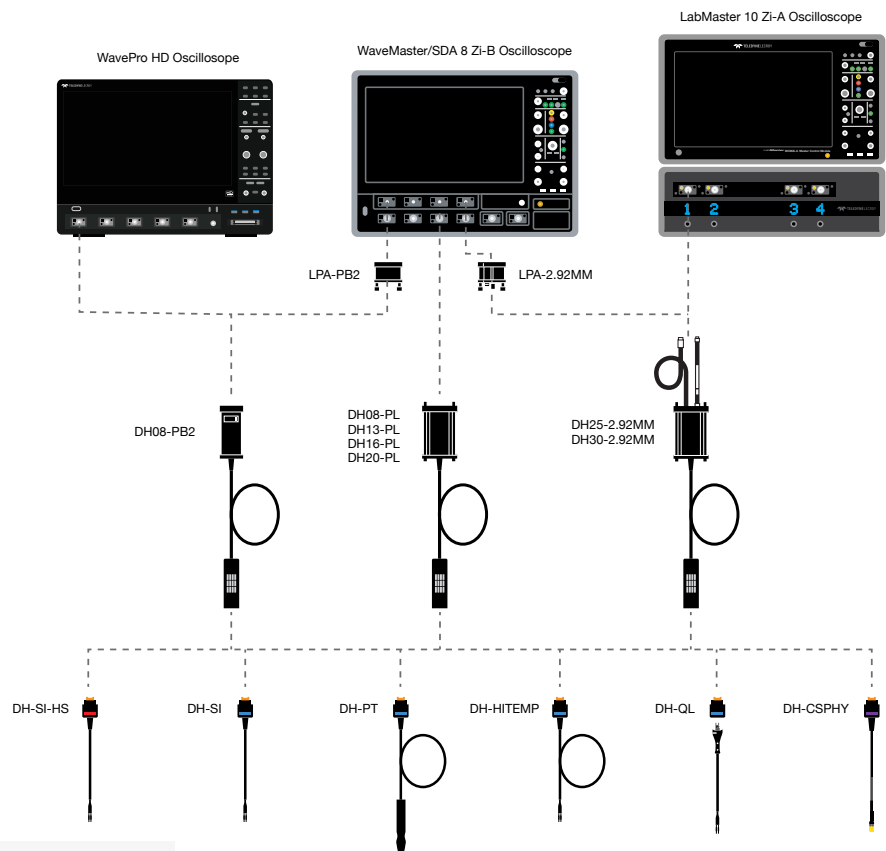 LabMaster 10 Zi-A Oscilloscope
WavePro HD Oscillosope
WaveMaster/SDA 8 Zi-B Oscilloscope
TELEDYNE LECROY
1 2 3 4
LPA-PB2
LPA-2.92MM
DH08-PB2
DH08-PL
DH13-PL
DH16-PL
DH20-PL
DH25-2.92MM
DH30-2.92MM
DH-SI-HS
DH-SI
DH-PT
DH-HITEMP
DH-QL
DH-CSPHY